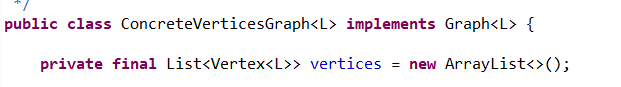 */
public class ConcreteVerticesGraph<L> implements Graph<L> {
private final List<Vertex<L>> vertices = new ArrayList<>();